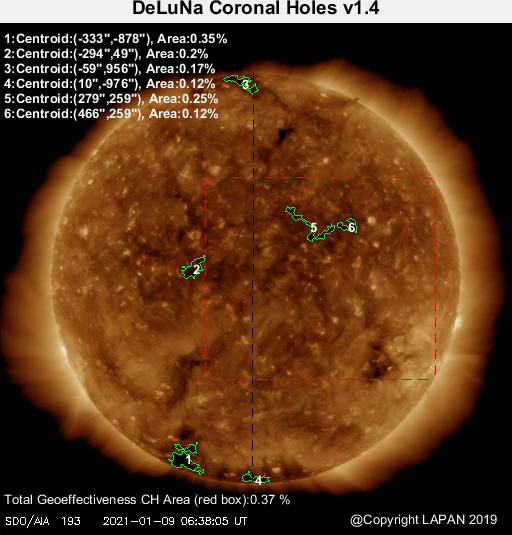 DeLuNa Coronal Holes v1.4
1:Centroid:(-333",-878"), Area:0.35%
2:Centroid:(-294",49"), Area:0.2%
3:Centroid:(-59",956"), Area:0.17%
4:Centroid:(10",-976"), Area:0.12%
5:Centroid:(279",259"), Area:0.25%
6:Centroid:(466",259"), Area:0.12%
3
5
6
2
1
4
Total Geoeffectiveness CH Area (red box):0.37 %
SDO/AIA 193 2021-01-09 06:38:05 UT
@Copyright LAPAN 2019